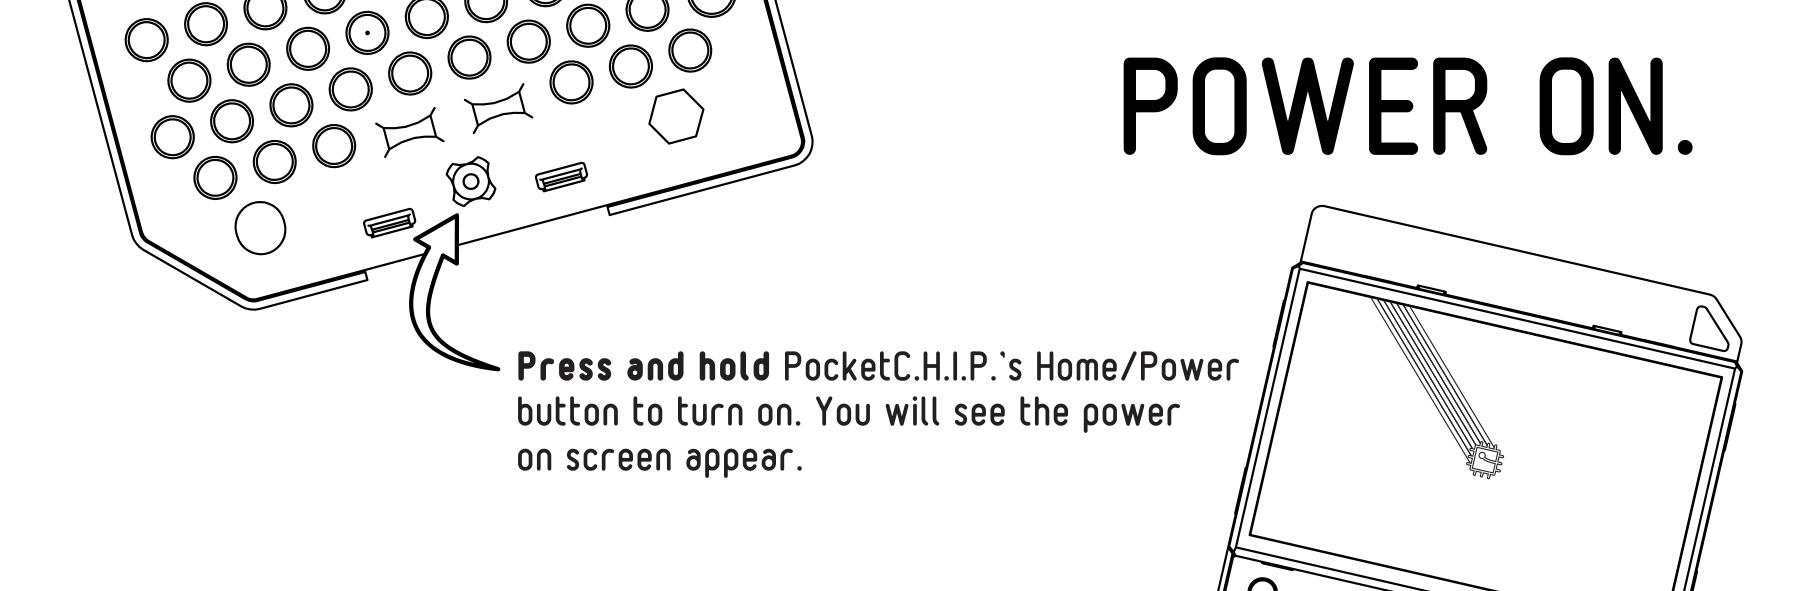 POWER ON.
Press and hold PocketC.H.I.P.'s Home/Power
button to turn on. You will see the power
on screen appear.